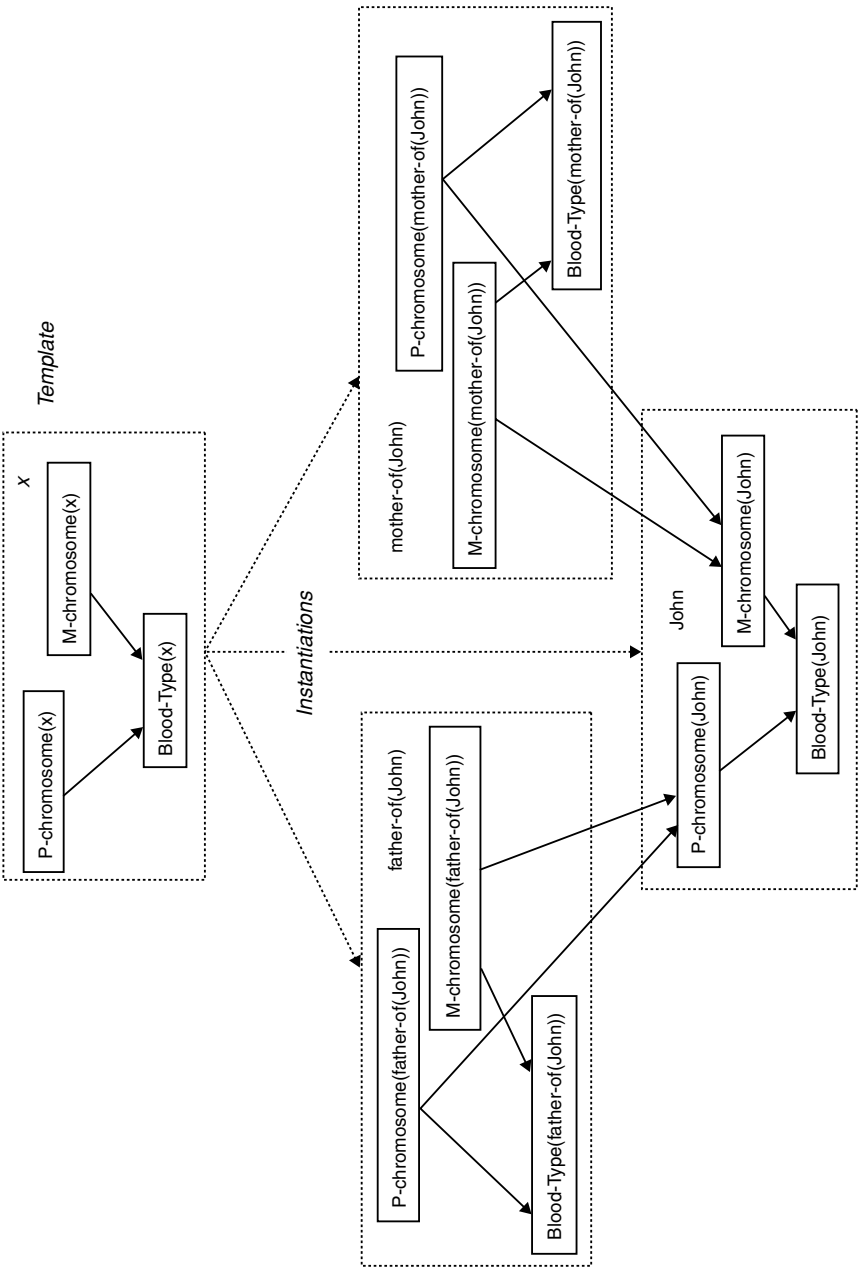 Template
x
P-chromosome(x)
M-chromosome(x)
Blood-Type(x)
Instantiations
father-of(John)
P-chromosome(father-of(John))
M-chromosome(father-of(John))
Blood-Type(father-of(John))
mother-of(John)
P-chromosome(mother-of(John))
M-chromosome(mother-of(John))
Blood-Type(mother-of(John))
John
P-chromosome(John)
M-chromosome(John)
Blood-Type(John)